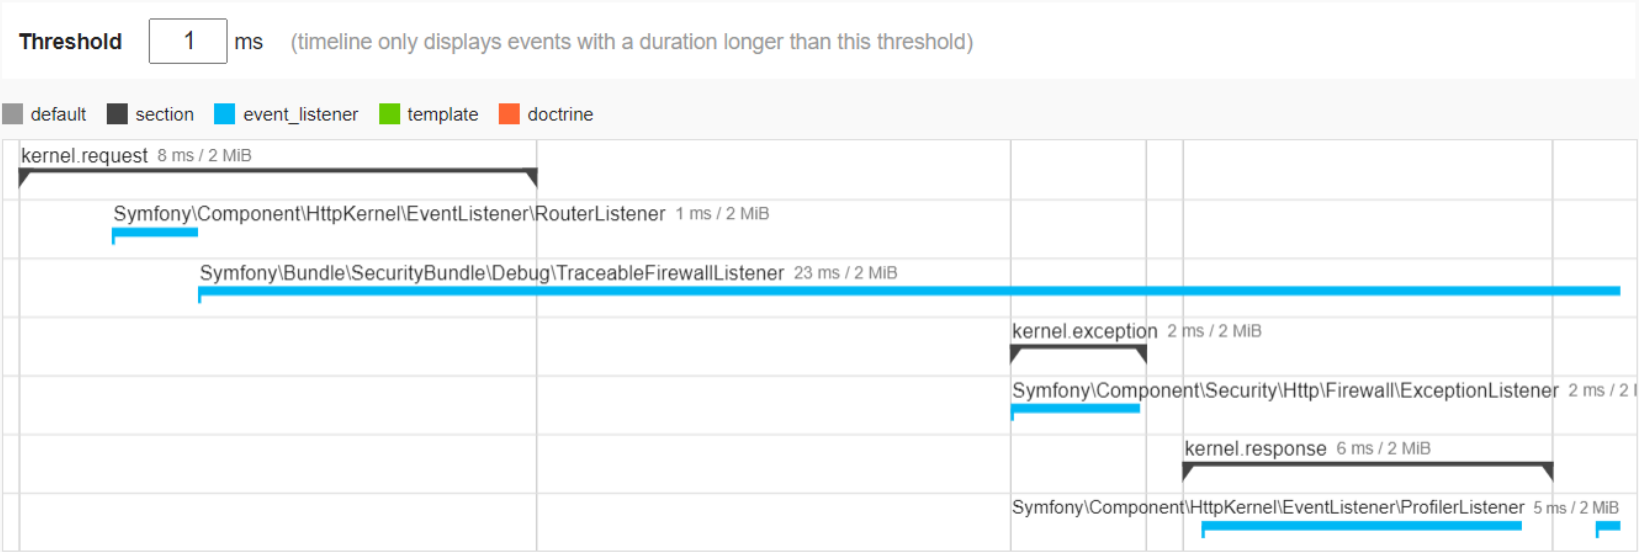 Threshold 1 ms (timeline only displays events with a duration longer than this threshold)
default section event_listener template doctrine
kernel.request 8 ms / 2 MiB
Symfony\Component\HttpKernel\EventListener\RouterListener 1 ms / 2 MiB
Symfony\Bundle\SecurityBundle\Debug\TraceableFirewallListener 23 ms / 2 MiB
kernel.exception 2 ms / 2 MiB
Symfony\Component\Security\Http\Firewall\ExceptionListener 2 ms / 2
kernel.response 6 ms / 2 MiB
Symfony\Component\HttpKernel\EventListener\ProfilerListener 5 ms / 2 MiB